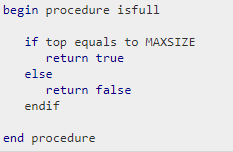 begin procedure isfull
if top equals to MAXSIZE
return true
else
return false
endif
end procedure